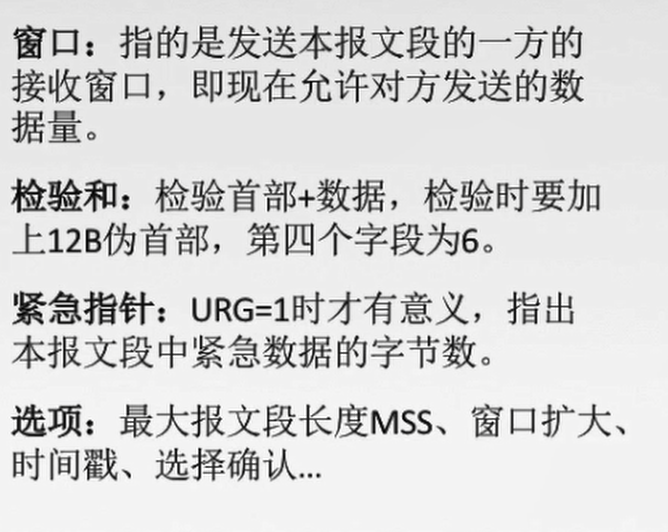 窗口：指的是发送本报文段的一方的
接收窗口，即现在允许对方发送的数
据量。
检验和：检验首部+数据，检验时要加
上12B伪首部，第四个字段为6。
紧急指针：URG=1时才有意义，指出
本报文段中紧急数据的字节数。
选项：最大报文段长度MSS、窗口扩大、
时间戳、选择确认...